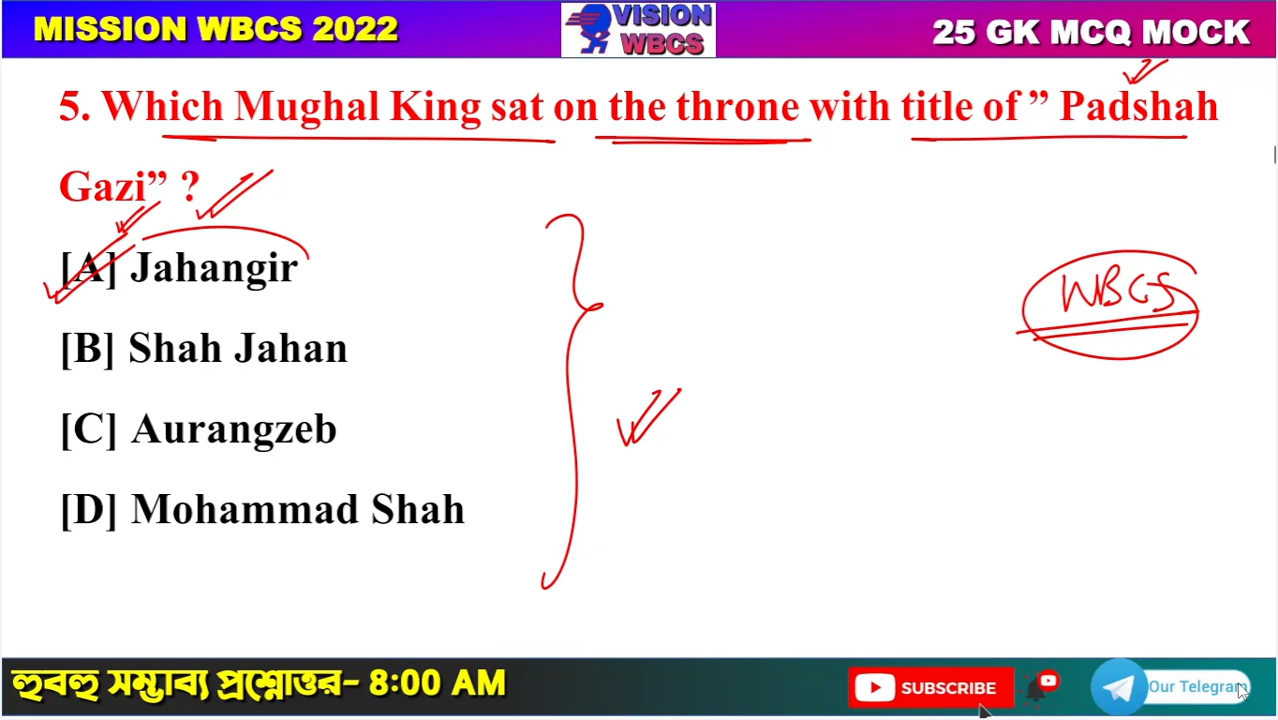 MISSION WBCS 2022
VISION
WBCS
25 GK MCQ MOCK
5. Which Mughal King sat on the throne with title of ” Padshah
Gazi” ?
[A] Jahangir
WBCS
[B] Shah Jahan
[C] Aurangzeb
[D] Mohammad Shah
হুবহু সম্ভাব্য প্রশ্নোত্তর- 8:00 AM
SUBSCRIBE
Our Telegram